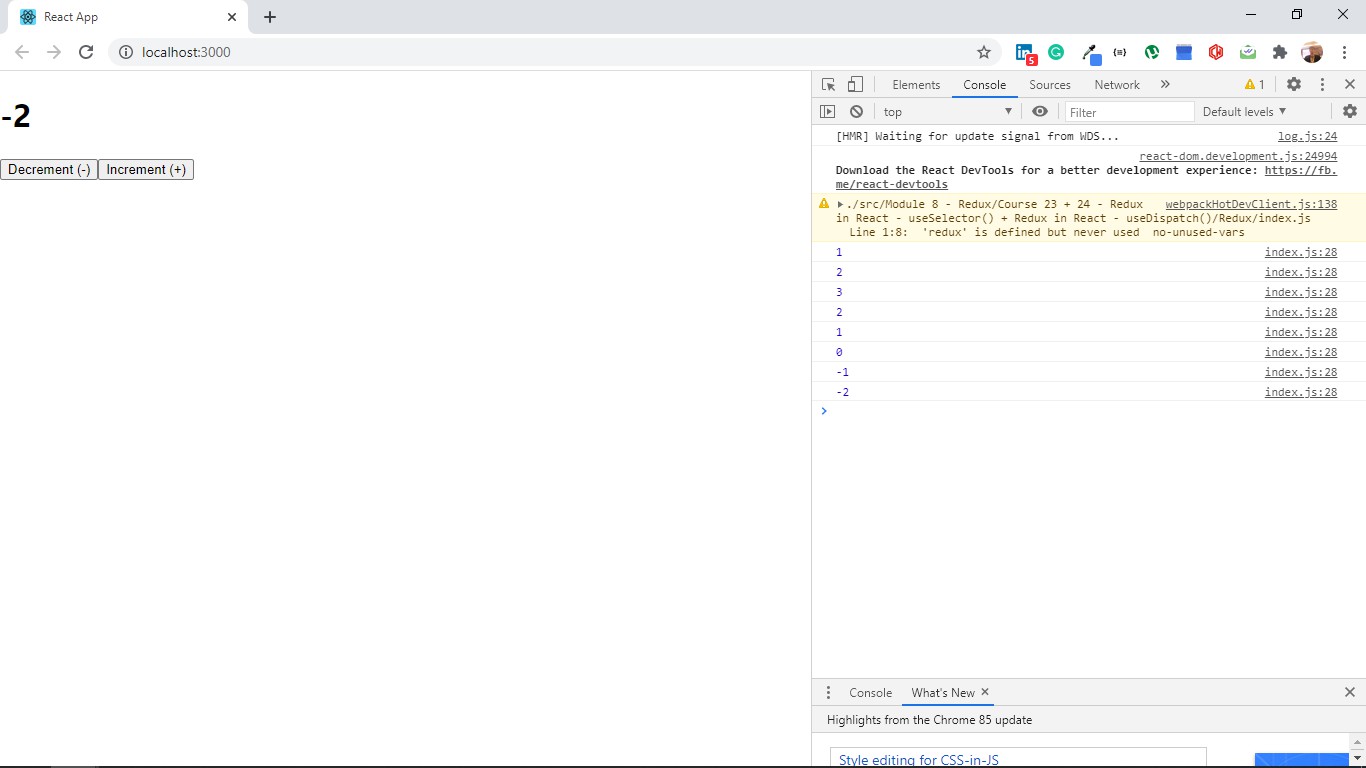 React App
localhost:3000
5
-2
Decrement (-) Increment (+)
Elements Console Sources Network 1
top Filter Default levels
[HMR] Waiting for update signal from WDS... log.js:24
react-dom.development.js:24994
Download the React DevTools for a better development experience: https://fb.
me/react-devtools
./src/Module 8 - Redux/Course 23 + 24 - Redux webpackHotDevClient.js:138
in React - useSelector() + Redux in React - useDispatch()/Redux/index.js
Line 1:8: 'redux' is defined but never used no-unused-vars
1 index.js:28
2 index.js:28
3 index.js:28
2 index.js:28
1 index.js:28
0 index.js:28
-1 index.js:28
-2 index.js:28
Console What's New
Highlights from the Chrome 85 update
Style editing for CSS-in-JS